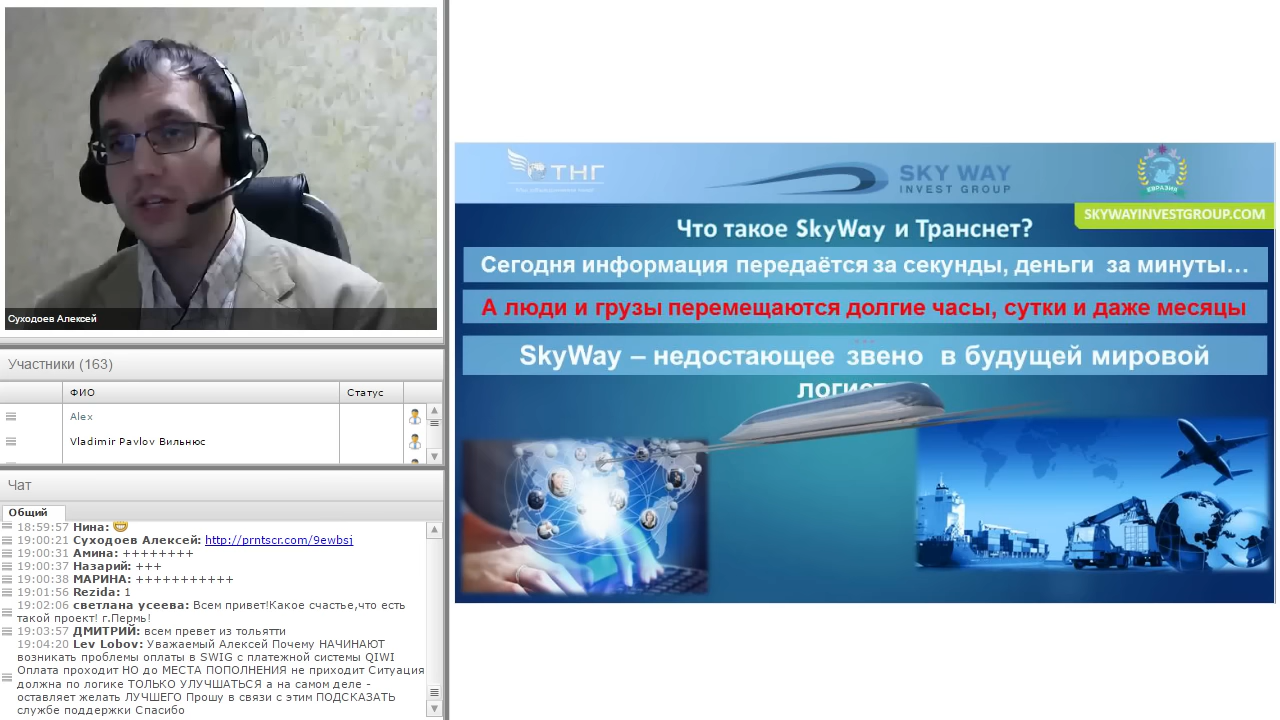 Суходоев Алексей
Участники (163)
ФИО Статус
Alex
Vladimir Pavlov Вильнюс
Чат
Общий
18:59:57 Нина:
19:00:21 Суходоев Алексей: http://prntscr.com/9ewbsj
19:00:31 Амина: ++++++++
19:00:37 Назарий: +++
19:00:38 МАРИНА: +++++++++++
19:01:56 Rezida: 1
19:02:06 светлана усеева: Всем привет!Какое счастье,что есть
такой проект! г.Пермь!
19:03:57 ДМИТРИЙ: всем превет из тольятти
19:04:20 Lev Lobov: Уважаемый Алексей Почему НАЧИНАЮТ
возникать проблемы оплаты в SWIG с платежной системы QIWI
Оплата проходит НО до МЕСТА ПОПОЛНЕНИЯ не приходит Ситуация
должна по логике ТОЛЬКО УЛУЧШАТЬСЯ а на самом деле -
оставляет желать ЛУЧШЕГО Прошу в связи с этим ПОДСКАЗАТЬ
службе поддержки Спасибо
ТНГ
SKY WAY
INVEST GROUP
ЕВРАЗИЯ
SKYWAYINVESTGROUP.COM
Что такое SkyWay и Транснет?
Сегодня информация передаётся за секунды, деньги за минуты...
А люди и грузы перемещаются долгие часы, сутки и даже месяцы
SkyWay – недостающее звено в будущей мировой